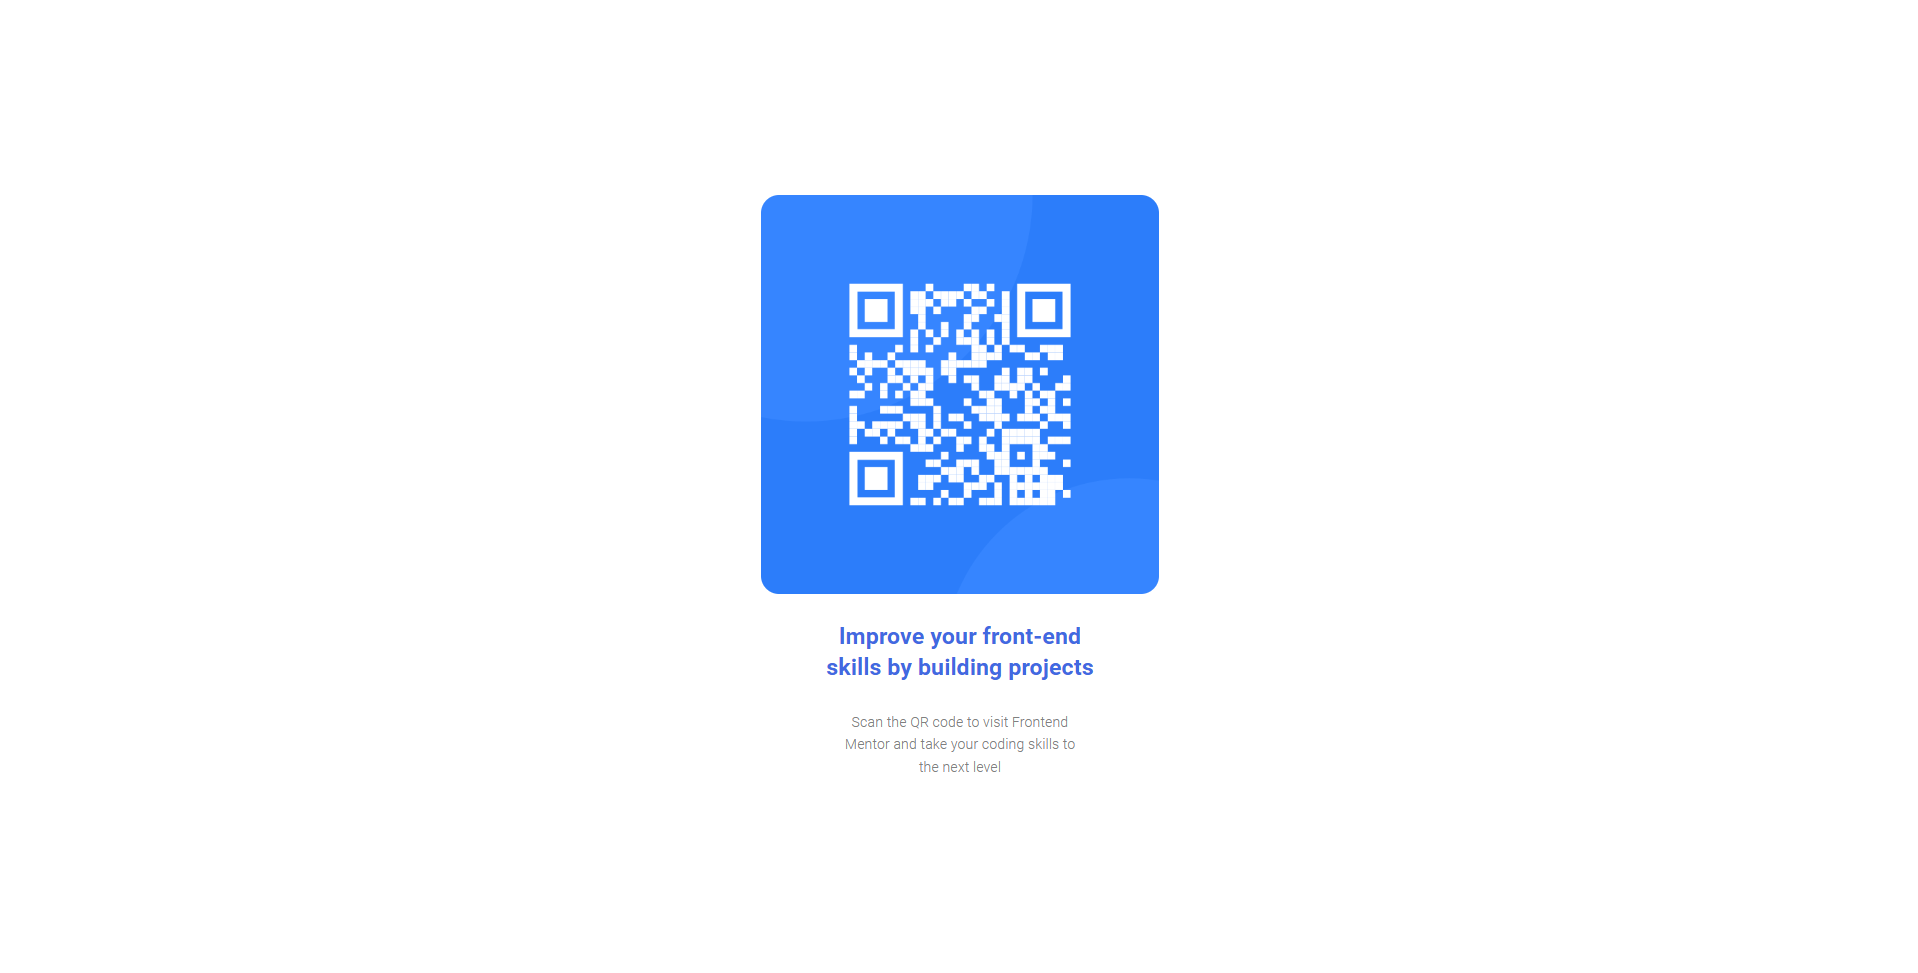 Improve your front-end
skills by building projects
Scan the QR code to visit Frontend
Mentor and take your coding skills to
the next level